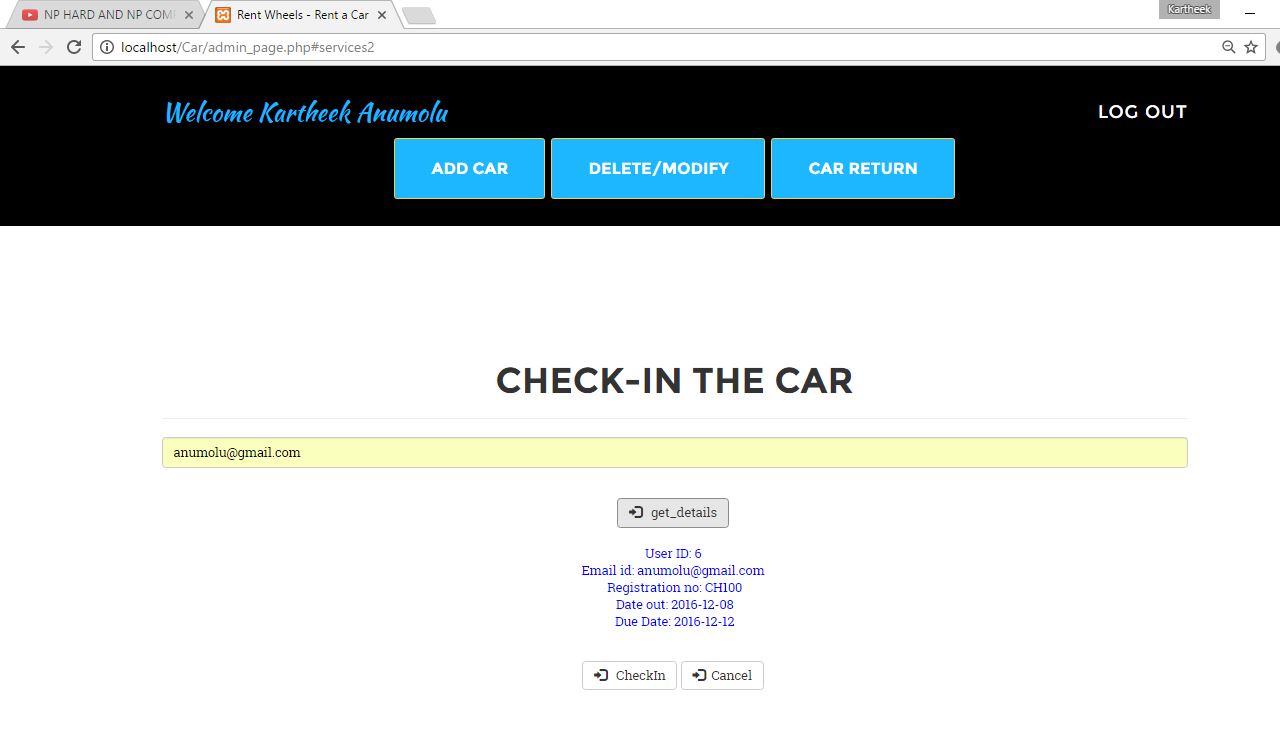 NP HARD AND NP COMP
Rent Wheels - Rent a Car
Kartheek
localhost/Car/admin_page.php#services2
Welcome Kartheek Anumolu
LOG OUT
ADD CAR
DELETE/MODIFY
CAR RETURN
CHECK-IN THE CAR
anumolu@gmail.com
get_details
User ID: 6
Email id: anumolu@gmail.com
Registration no: CH100
Date out: 2016-12-08
Due Date: 2016-12-12
CheckIn
Cancel